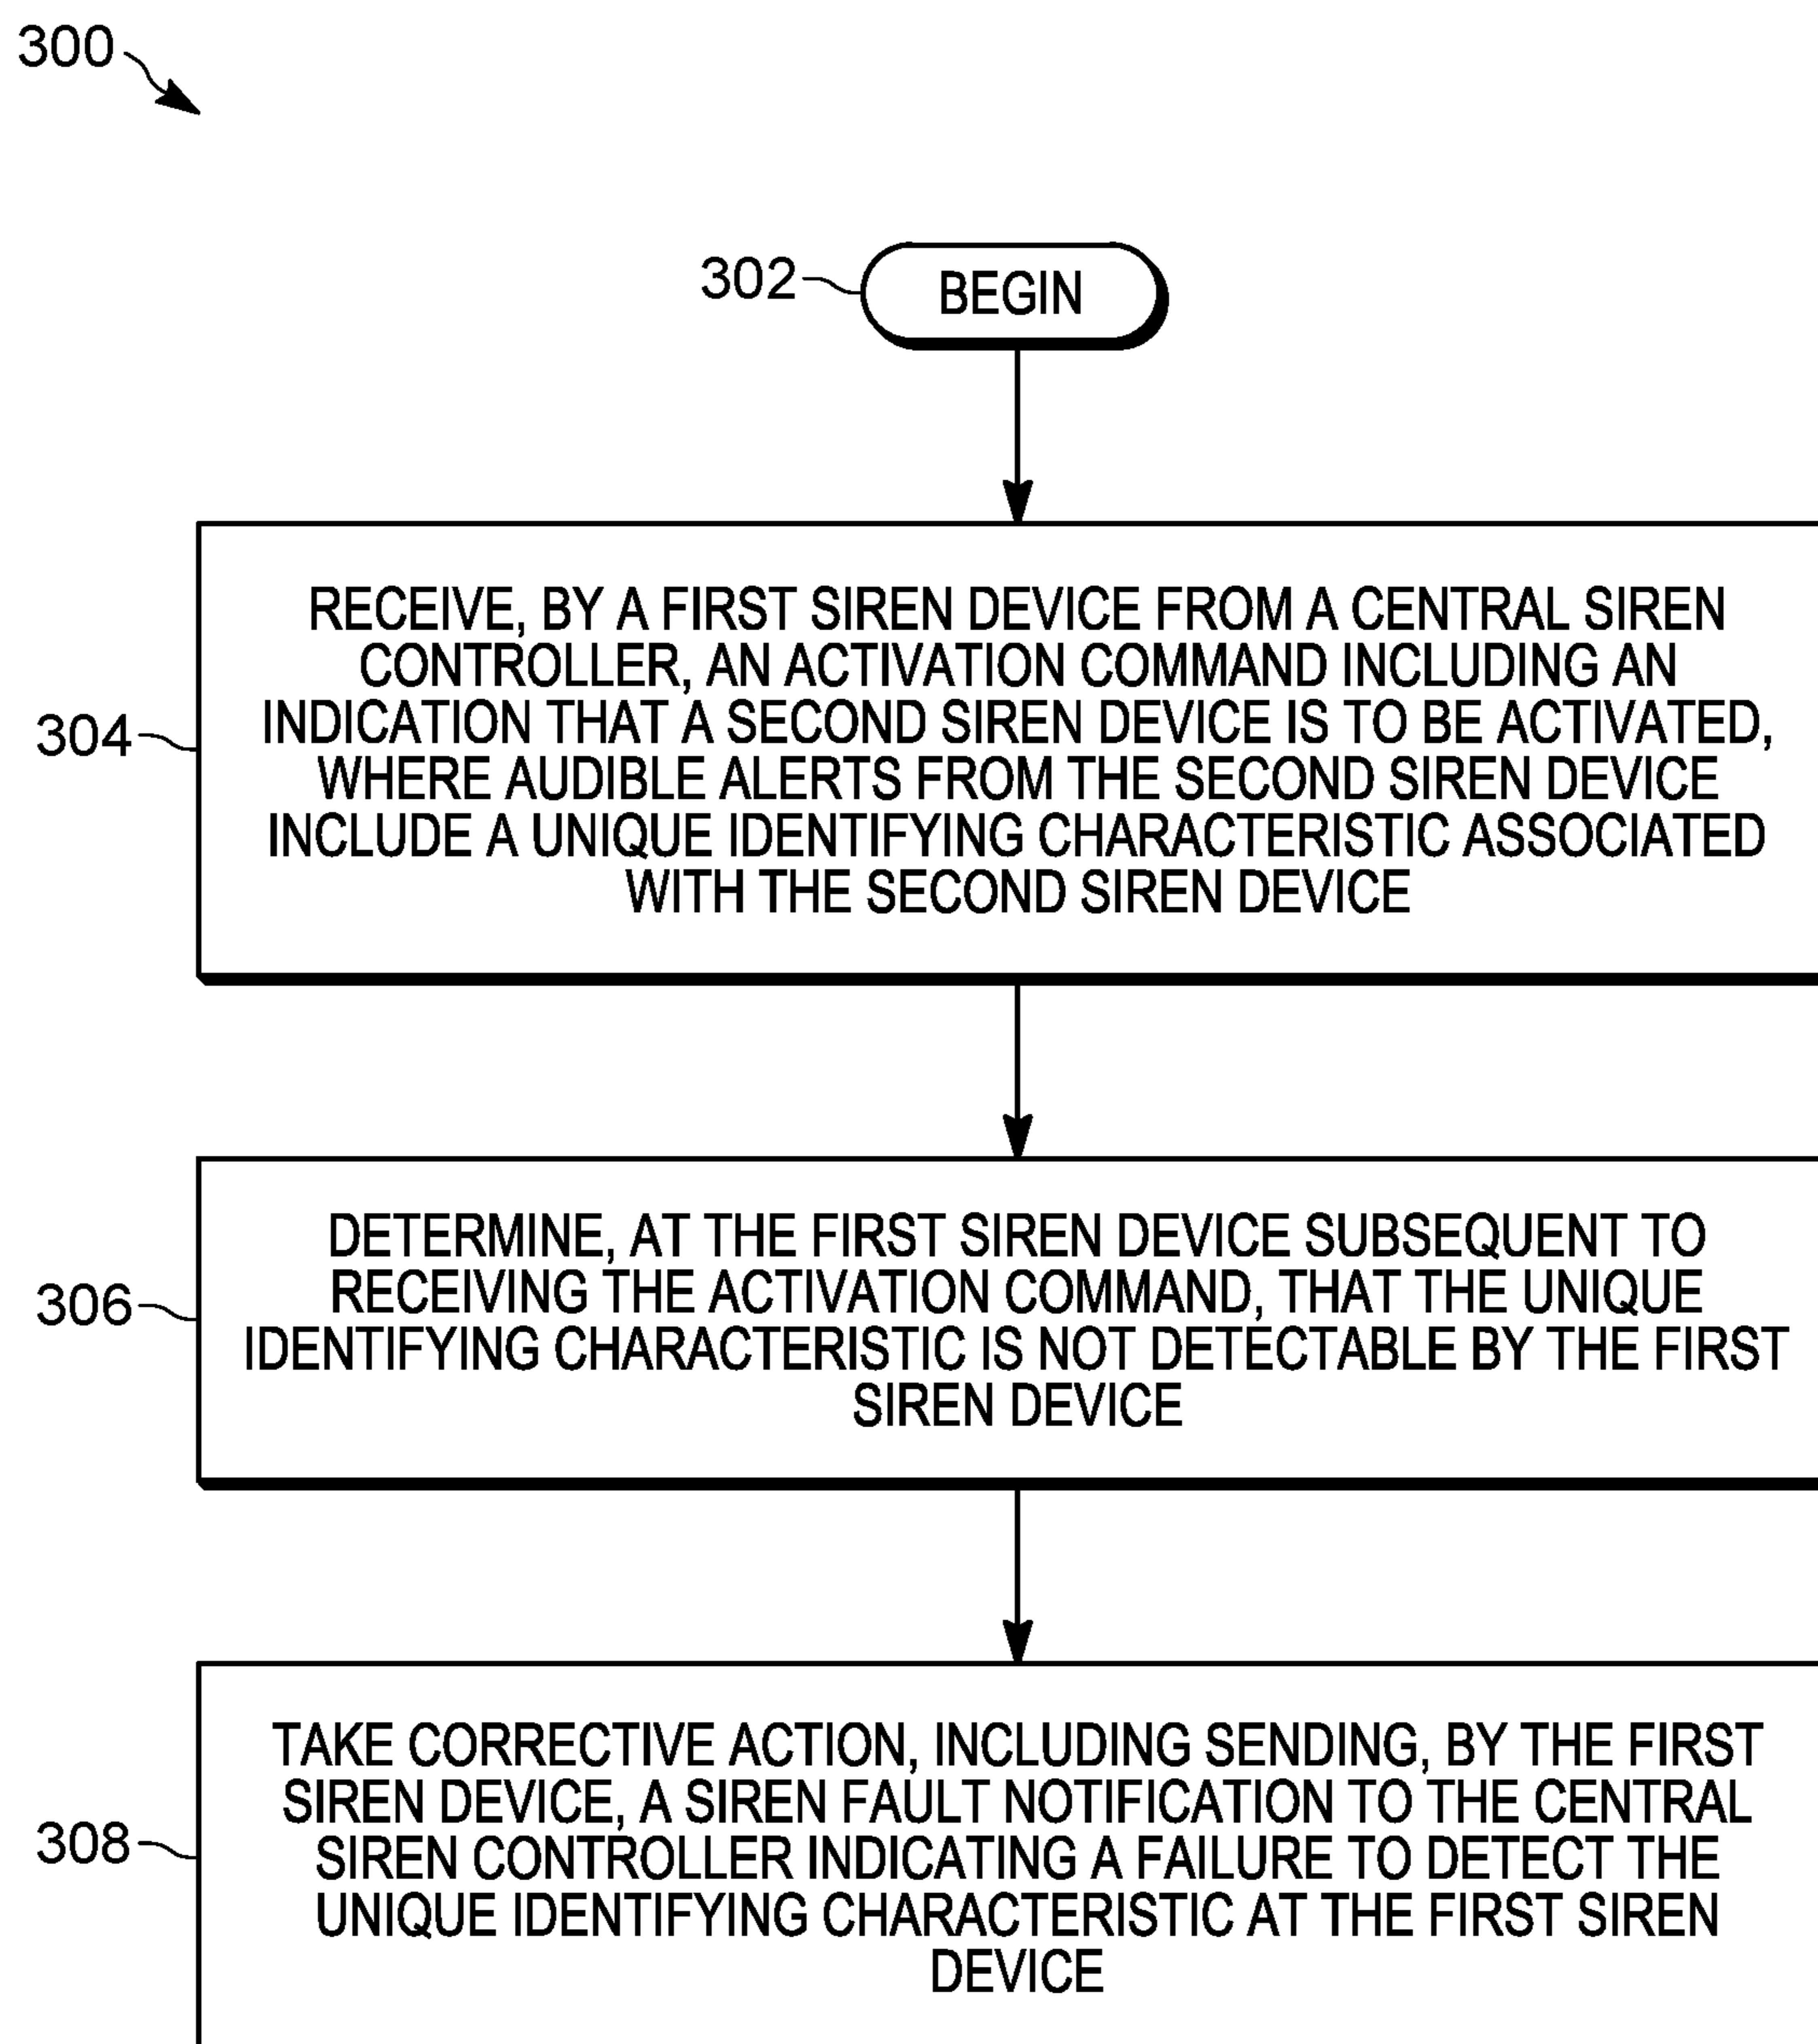 300
302
BEGIN
304
RECEIVE, BY A FIRST SIREN DEVICE FROM A CENTRAL SIREN
CONTROLLER, AN ACTIVATION COMMAND INCLUDING AN
INDICATION THAT A SECOND SIREN DEVICE IS TO BE ACTIVATED,
WHERE AUDIBLE ALERTS FROM THE SECOND SIREN DEVICE
INCLUDE A UNIQUE IDENTIFYING CHARACTERISTIC ASSOCIATED
WITH THE SECOND SIREN DEVICE
306
DETERMINE, AT THE FIRST SIREN DEVICE SUBSEQUENT TO
RECEIVING THE ACTIVATION COMMAND, THAT THE UNIQUE
IDENTIFYING CHARACTERISTIC IS NOT DETECTABLE BY THE FIRST
SIREN DEVICE
308
TAKE CORRECTIVE ACTION, INCLUDING SENDING, BY THE FIRST
SIREN DEVICE, A SIREN FAULT NOTIFICATION TO THE CENTRAL
SIREN CONTROLLER INDICATING A FAILURE TO DETECT THE
UNIQUE IDENTIFYING CHARACTERISTIC AT THE FIRST SIREN
DEVICE